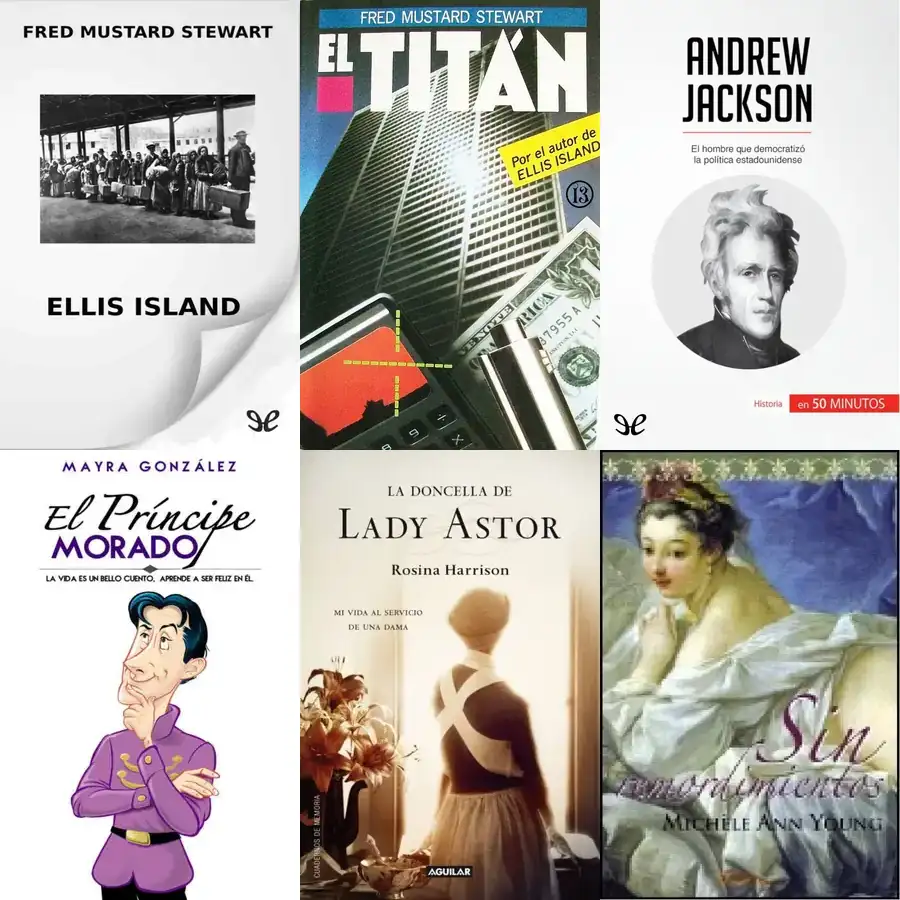 FRED MUSTARD STEWART
ELLIS ISLAND
FRED MUSTARD STEWART
EL TITÁN
Por el autor de
ELLIS ISLAND
13
ANDREW
JACKSON
El hombre que democratizó
la política estadounidense
Historia
en 50 MINUTOS
MAYRA GONZÁLEZ
El Príncipe
MORADO
LA VIDA ES UN BELLO CUENTO, APRENDE A SER FELIZ EN ÉL.
LA DONCELLA DE
LADY ASTOR
Rosina Harrison
MI VIDA AL SERVICIO
DE UNA DAMA
CUADERNOS DE MEMORIA
AGUILAR
Sin
remordimientos
MICHÈLE ANN YOUNG